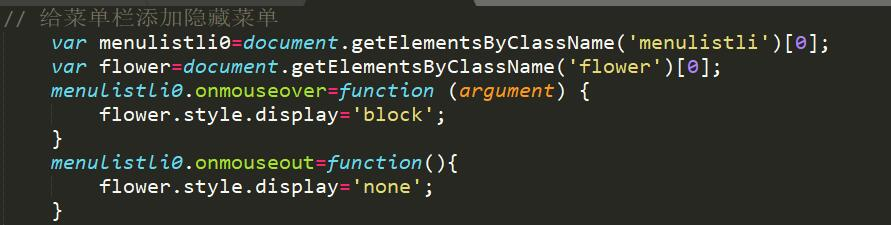 // 给菜单栏添加隐藏菜单
var menulistli0=document.getElementsByClassName('menulistli')[0];
var flower=document.getElementsByClassName('flower')[0];
menulistli0.onmouseover=function (argument) {
flower.style.display='block';
}
menulistli0.onmouseout=function(){
flower.style.display='none';
}